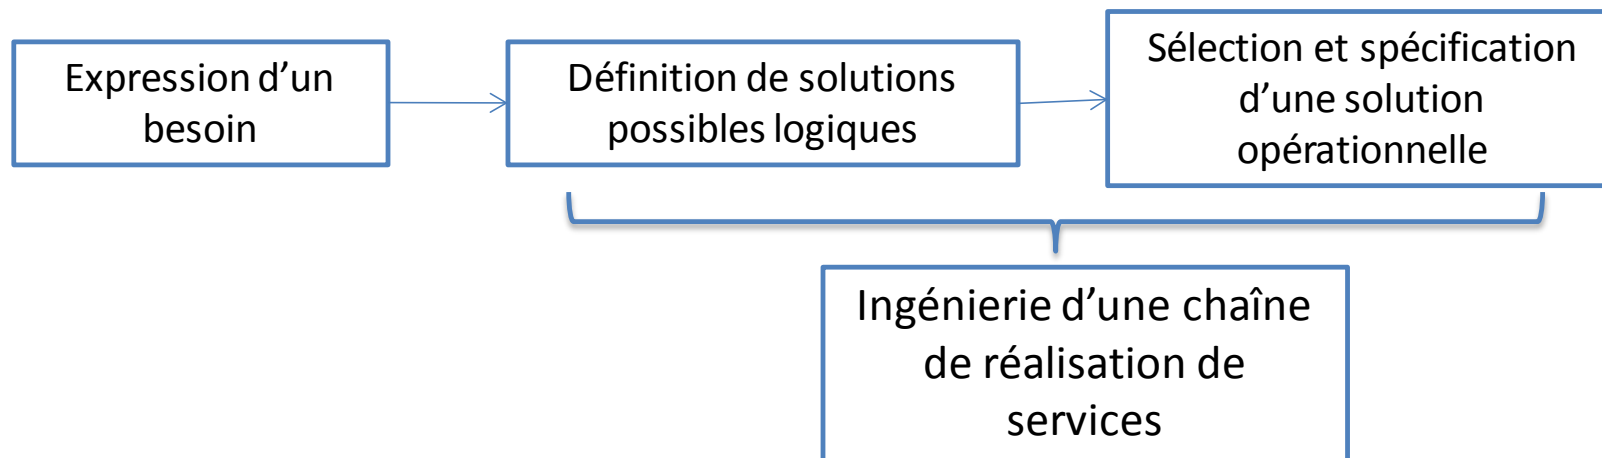 Expression d’un
besoin
Définition de solutions
possibles logiques
Sélection et spécification
d’une solution
opérationnelle
Ingénierie d’une chaîne
de réalisation de
services